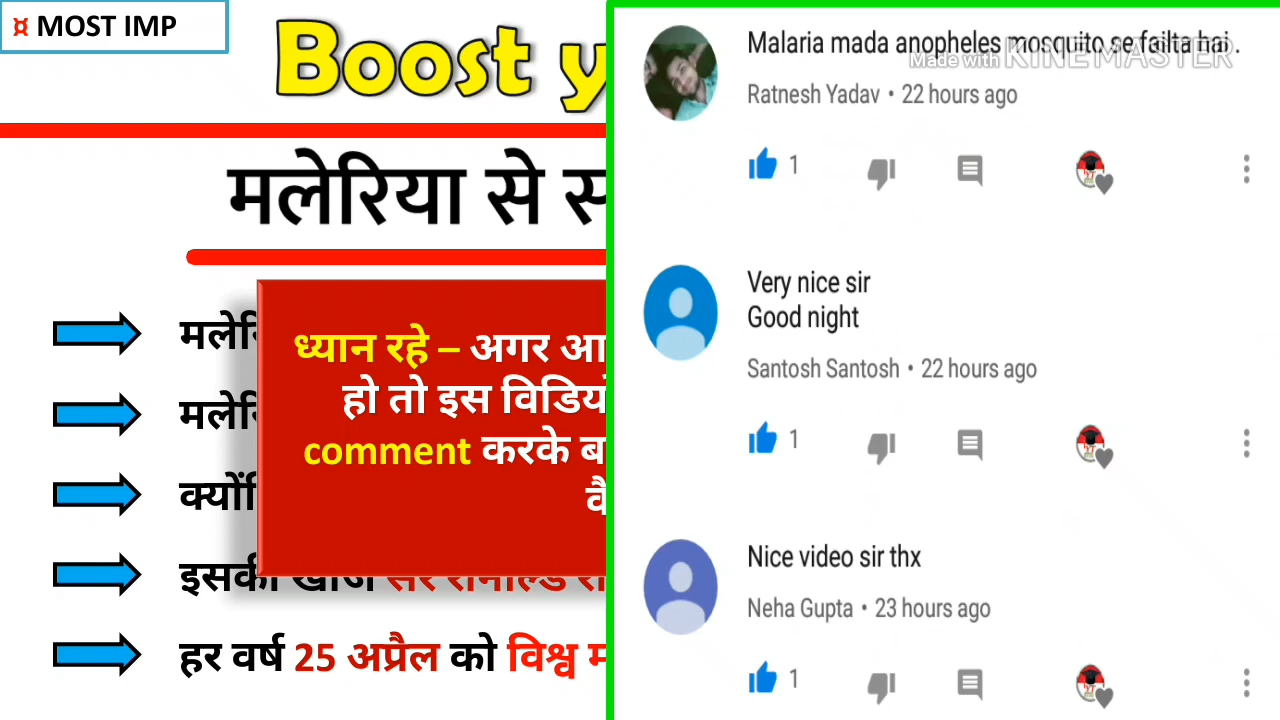 ¤ MOST IMP
Boost y
मलेरिया से स
मलेरि
ध्यान रहे – अगर आ
हो तो इस विडियो
मलेरि
comment करके ब
क्योंि
वै
इसकी खोज सर रोनाल्ड रा
हर वर्ष 25 अप्रैल को विश्व म
Malaria mada anopheles mosquito se failta hai .
Made with KINEMASTER
Ratnesh Yadav • 22 hours ago
1
Very nice sir
Good night
Santosh Santosh • 22 hours ago
1
Nice video sir thx
Neha Gupta • 23 hours ago
1